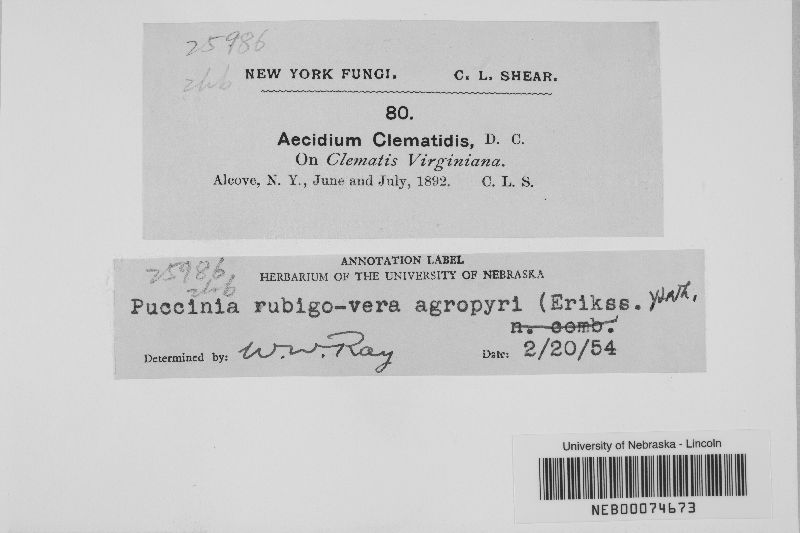 25986
NEW YORK FUNGI. C. L. SHEAR.
80.
Aecidium Clematidis, D. C.
On Clematis Virginiana.
Alcove, N. Y., June and July, 1892. C. L. S.
ANNOTATION LABEL
25986
HERBARIUM OF THE UNIVERSITY OF NEBRASKA
Puccinia rubigo-vera agropyri (Erikss.
n. comb.
Determined by: W.W. Ray Date: 2/20/54
University of Nebraska - Lincoln
NEB00074673